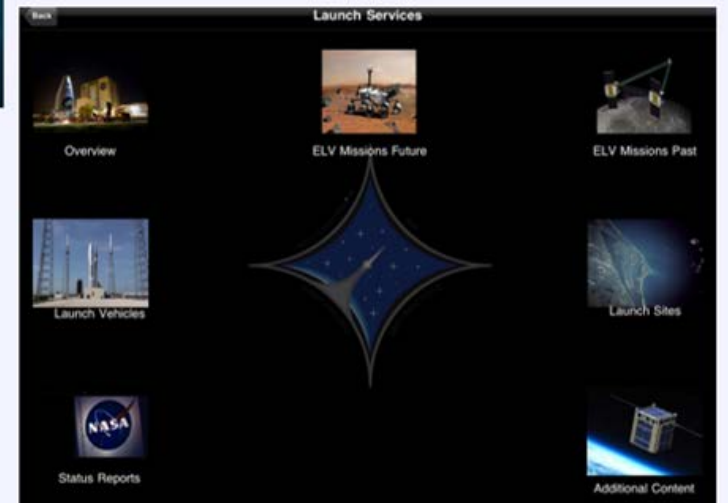 Back
Launch Services
Overview
ELV Missions Future
ELV Missions Past
Launch Vehicles
Launch Sites
NASA
Status Reports
Additional Content